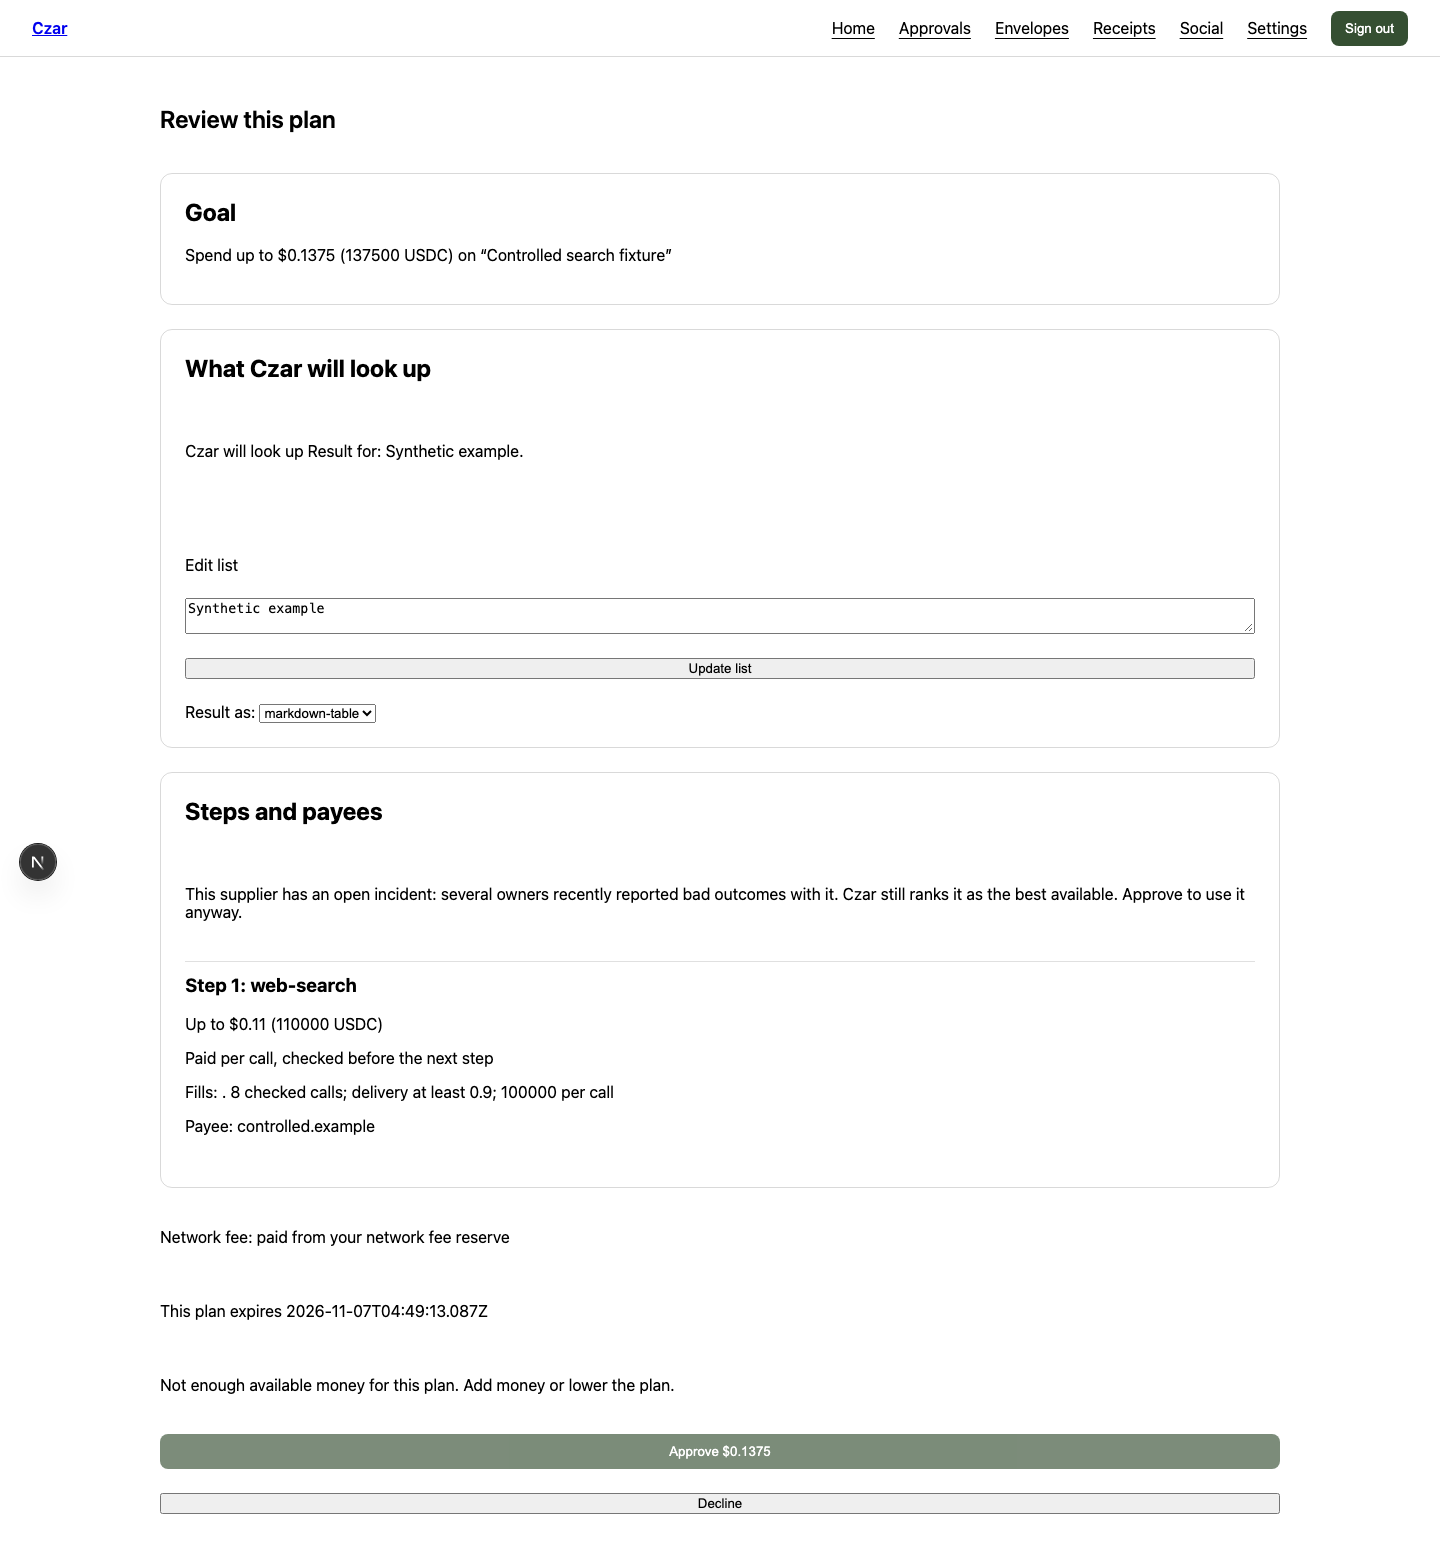 Czar
Home
Approvals
Envelopes
Receipts
Social
Settings
Sign out
Review this plan
Goal
Spend up to $0.1375 (137500 USDC) on “Controlled search fixture”
What Czar will look up
Czar will look up Result for: Synthetic example.
Edit list
Synthetic example
Update list
Result as: markdown-table
Steps and payees
This supplier has an open incident: several owners recently reported bad outcomes with it. Czar still ranks it as the best available. Approve to use it
anyway.
Step 1: web-search
Up to $0.11 (110000 USDC)
Paid per call, checked before the next step
Fills: . 8 checked calls; delivery at least 0.9; 100000 per call
Payee: controlled.example
N
Network fee: paid from your network fee reserve
This plan expires 2026-11-07T04:49:13.087Z
Not enough available money for this plan. Add money or lower the plan.
Approve $0.1375
Decline